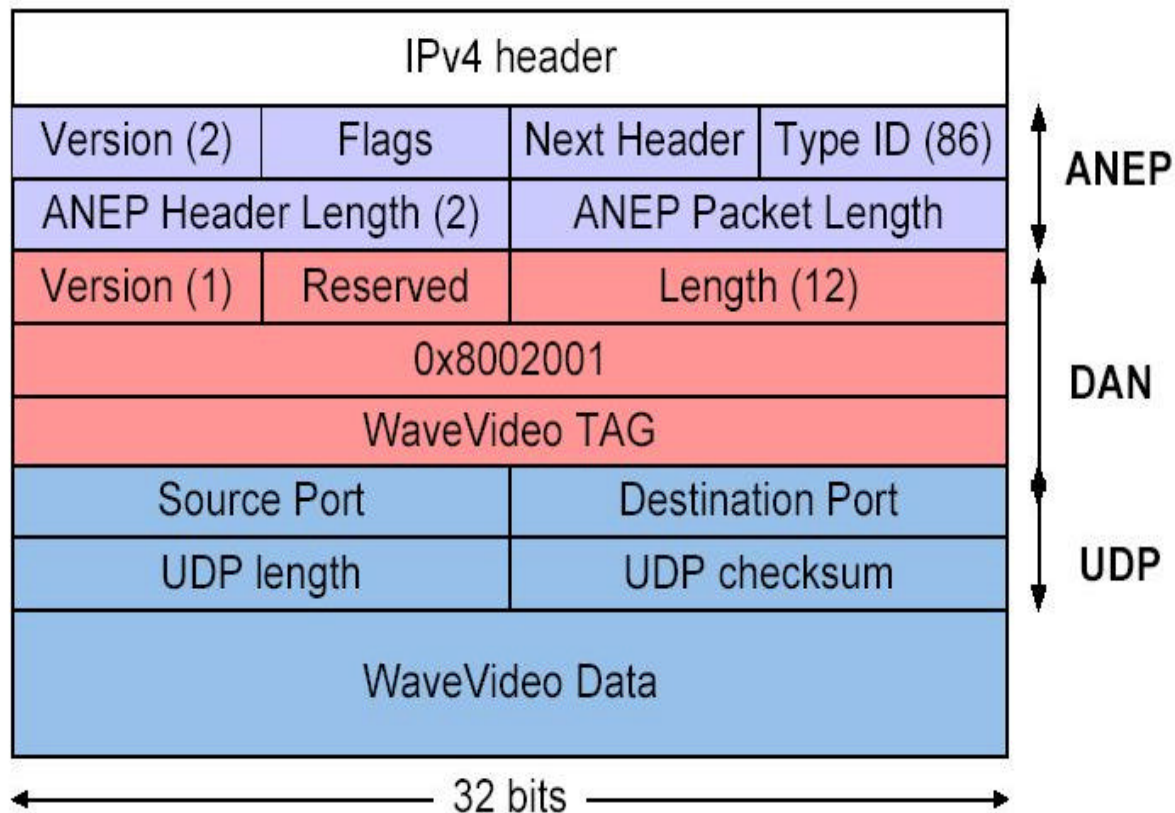 IPv4 header
Version (2) Flags Next Header Type ID (86)
ANEP
ANEP Header Length (2) ANEP Packet Length
Version (1) Reserved Length (12)
0x8002001
DAN
WaveVideo TAG
Source Port Destination Port
UDP length UDP checksum
UDP
WaveVideo Data
32 bits